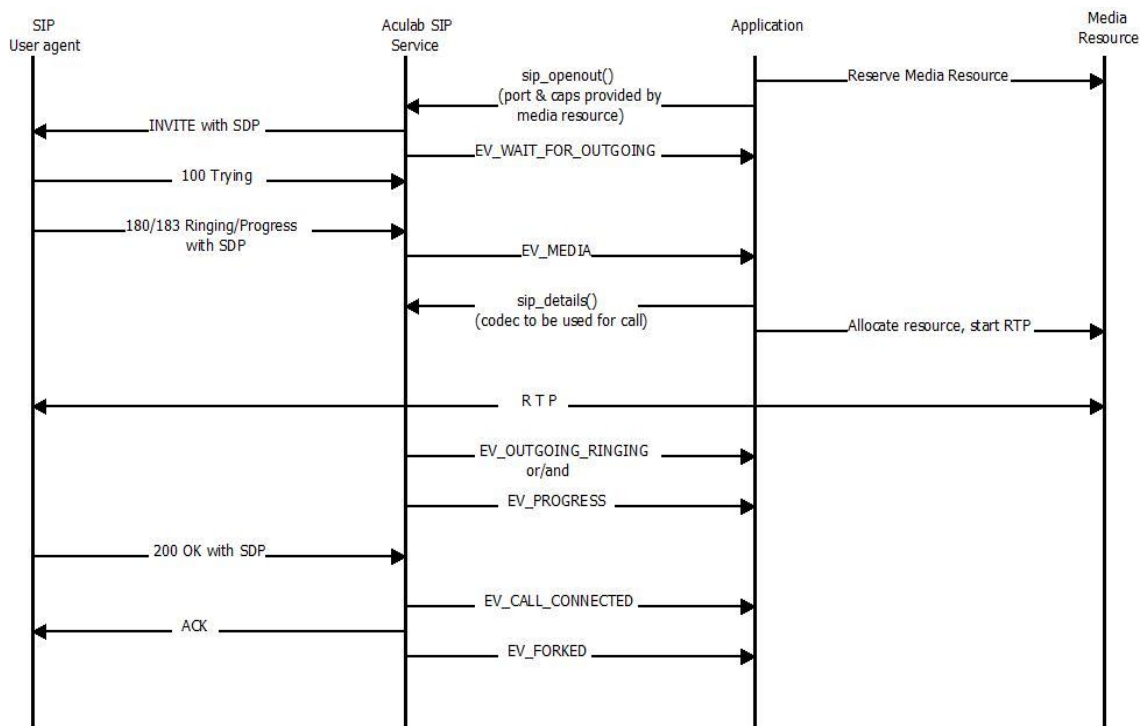 SIP
User agent
Aculab SIP
Service
Application
Media
Resource
sip_openout()
(port & caps provided by
media resource)
Reserve Media Resource
INVITE with SDP
EV_WAIT_FOR_OUTGOING
100 Trying
180/183 Ringing/Progress
with SDP
EV_MEDIA
sip_details()
(codec to be used for call)
Allocate resource, start RTP
R T P
EV_OUTGOING_RINGING
or/and
EV_PROGRESS
200 OK with SDP
EV_CALL_CONNECTED
ACK
EV_FORKED